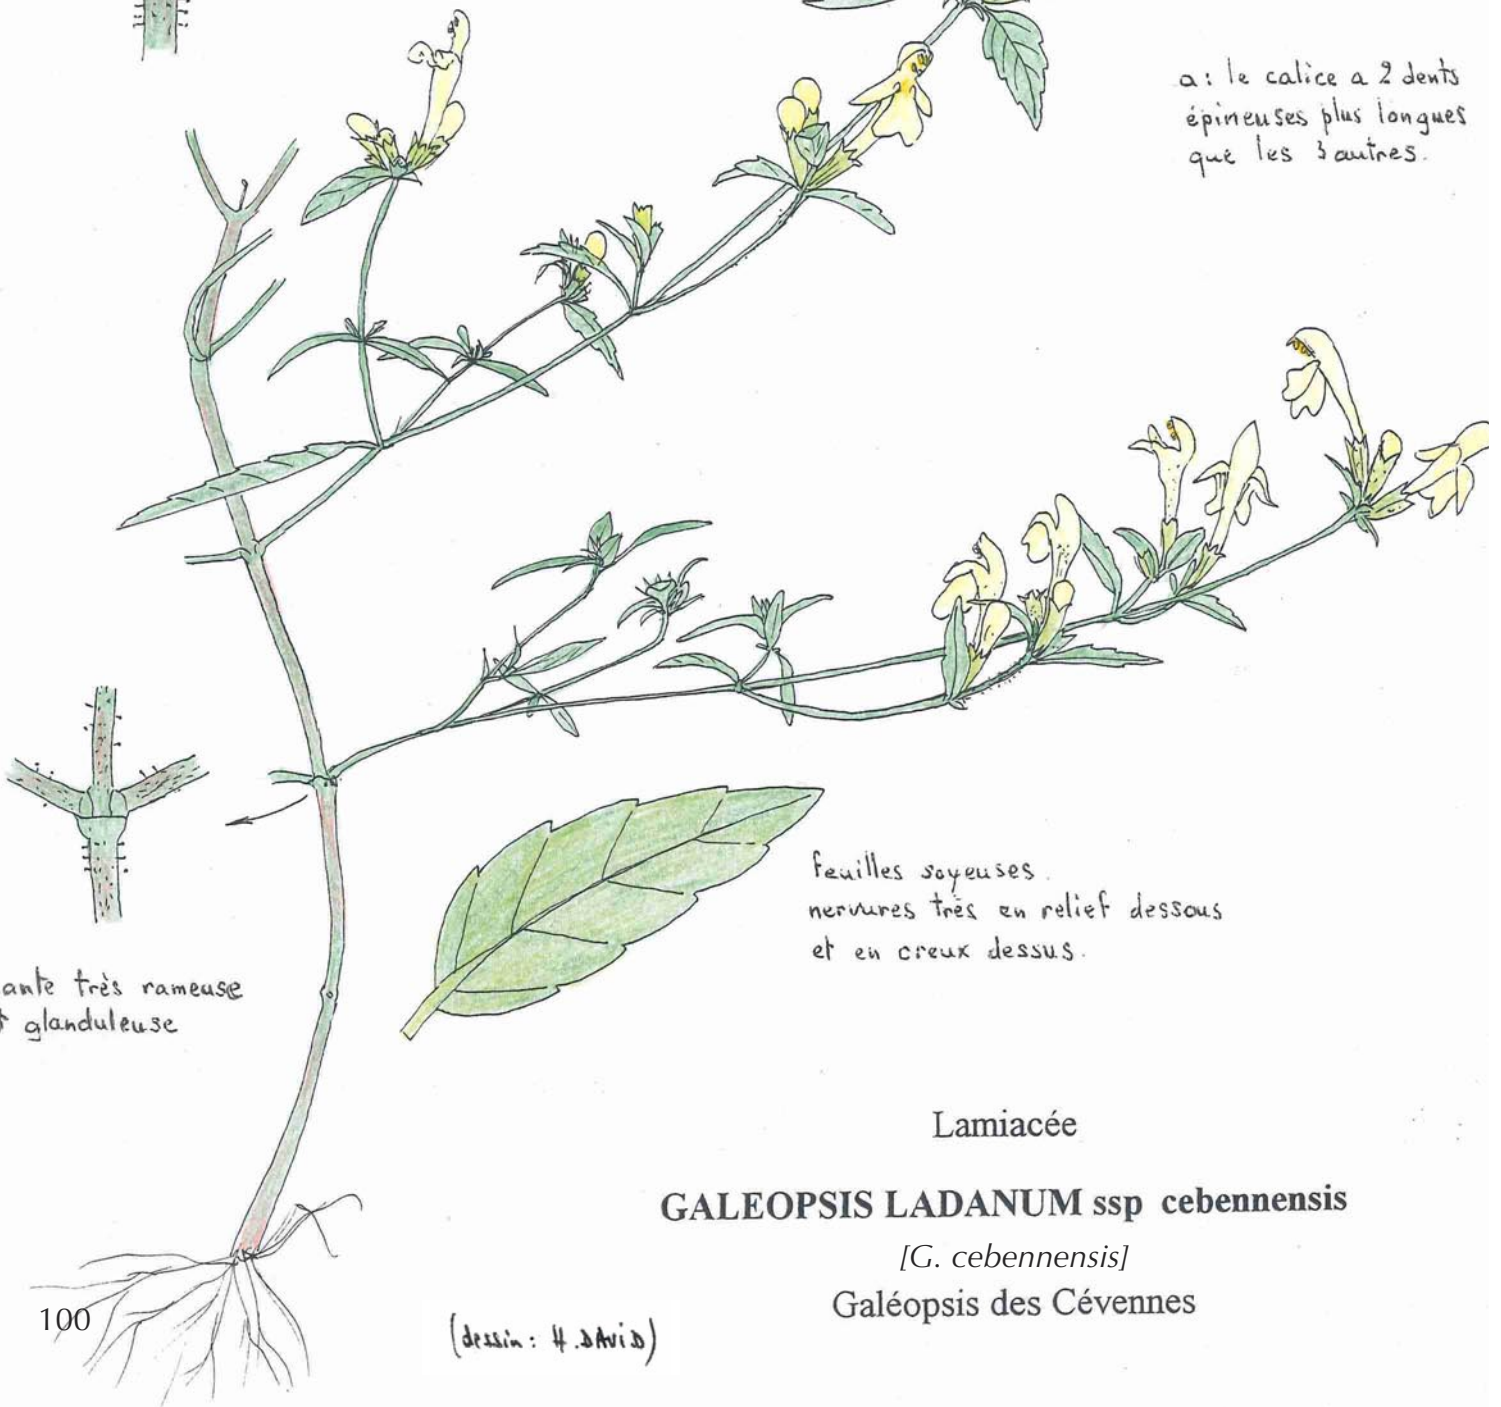 a: le calice a 2 dents
épineuses plus longues
que les 3 autres.
feuilles soyeuses.
nervures très en relief dessous
et en creux dessus.
ante très rameuse
t glanduleuse
Lamiacée
GALEOPSIS LADANUM ssp cebennensis
[G. cebennensis]
Galéopsis des Cévennes
100
(dessin: H.DAViD)